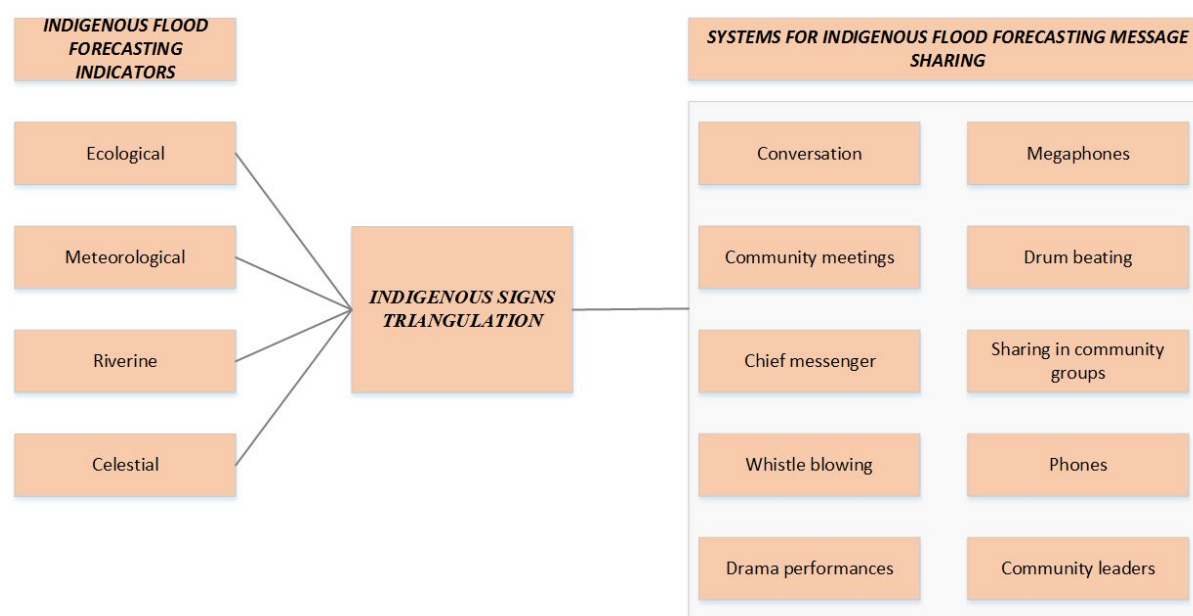 INDIGENOUS FLOOD
FORECASTING
INDICATORS
Ecological
Meteorological
Riverine
Celestial
INDIGENOUS SIGNS
TRIANGULATION
SYSTEMS FOR INDIGENOUS FLOOD FORECASTING MESSAGE
SHARING
Conversation
Megaphones
Community meetings
Drum beating
Chief messenger
Sharing in community
groups
Whistle blowing
Phones
Drama performances
Community leaders